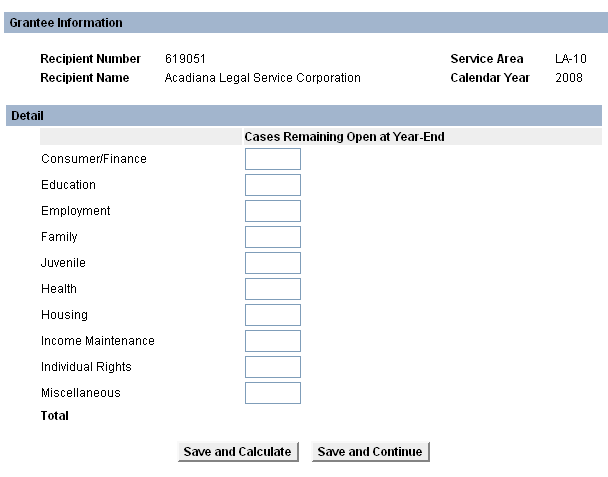 Grantee Information
Recipient Number 619051 Service Area LA-10
Recipient Name Acadiana Legal Service Corporation Calendar Year 2008
Detail
Cases Remaining Open at Year-End
Consumer/Finance
Education
Employment
Family
Juvenile
Health
Housing
Income Maintenance
Individual Rights
Miscellaneous
Total
Save and Calculate Save and Continue